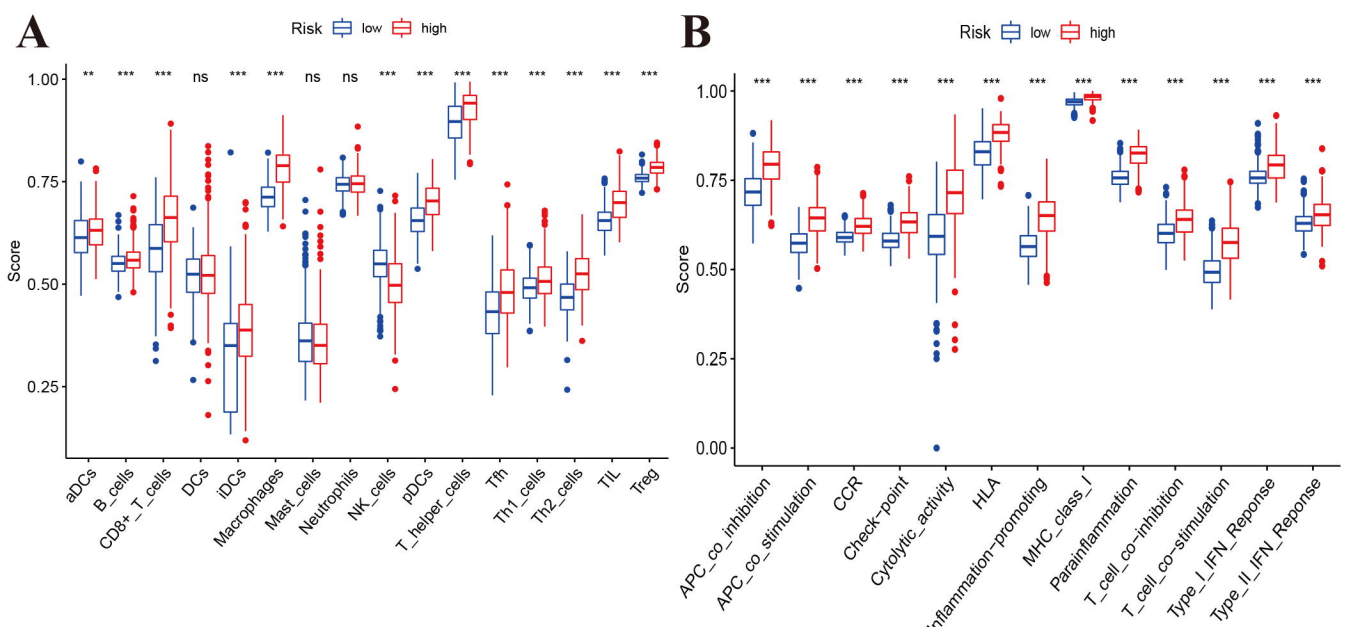 A
Risk low high
** *** *** ns *** *** ns ns *** *** *** *** *** *** *** ***
1.00
0.75
0.50
0.25
Score
aDCs
B_cells
CD8+_T_cells
DCs
iDCs
Macrophages
Mast_cells
Neutrophils
NK_cells
pDCs
T_helper_cells
Tfh
Th1_cells
Th2_cells
TIL
Treg
B
Risk low high
*** *** *** *** *** *** *** *** *** *** *** *** ***
1.00
0.75
0.50
0.25
0.00
Score
APC_co_inhibition
APC_co_stimulation
CCR
Check-point
Cytolytic_activity
HLA
Inflammation-promoting
MHC_class_I
Parainflammation
T_cell_co-inhibition
T_cell_co-stimulation
Type_I_IFN_Reponse
Type_II_IFN_Reponse